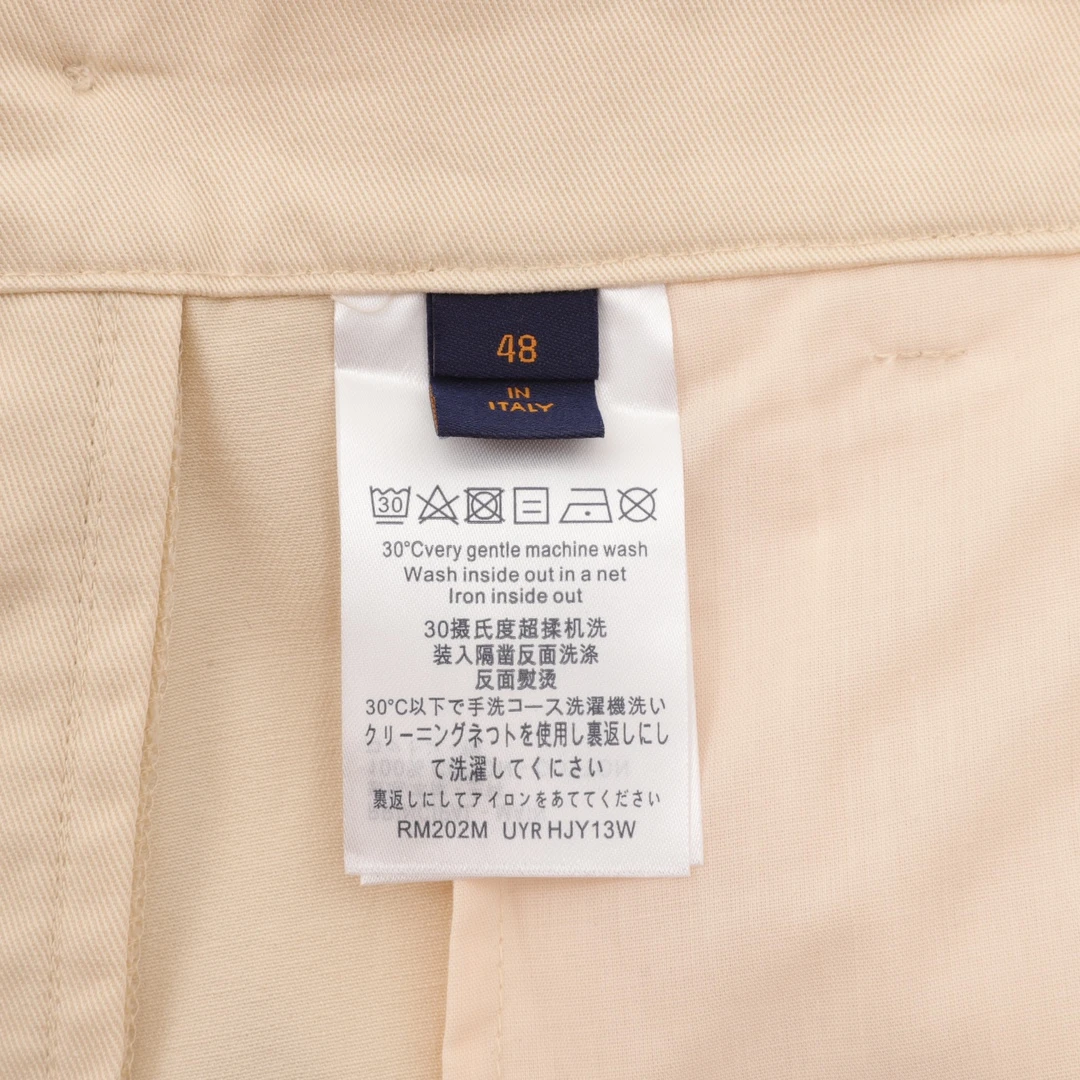 48
IN
ITALY
30
30°Cvery gentle machine wash
Wash inside out in a net
Iron inside out
30摄氏度超揉机洗
装入隔凿反面洗涤
反面熨烫
30°C以下で手洗コース洗濯機洗い
クリーニングネつトを使用し裏返しにし
て洗濯してくにさい
裏返しにしてアイロンをあててください
RM202M UYR HJY13W